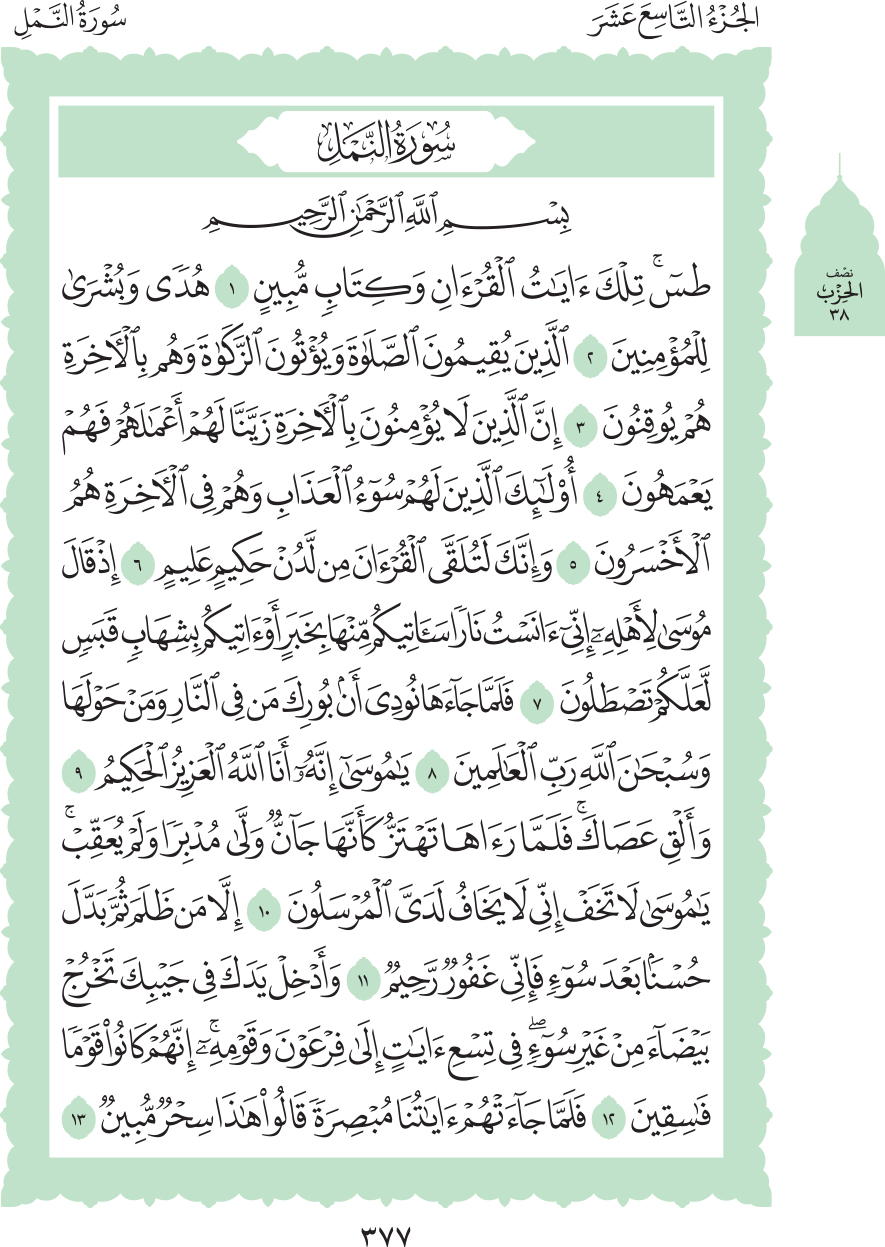 الجُزْءُ التَّاسِعَ عَشَرَ
سُورَةُ النَّمْلِ
نصْف
الحِزْب
٣٨
سُورَةُ النَّمْلِ
بِسْمِ ٱللَّهِ ٱلرَّحْمَٰنِ ٱلرَّحِيمِ
طسٓۚ تِلْكَ ءَايَٰتُ ٱلْقُرْءَانِ وَكِتَابٖ مُّبِينٍ ١ هُدٗى وَبُشْرَىٰ
لِلْمُؤْمِنِينَ ٢ ٱلَّذِينَ يُقِيمُونَ ٱلصَّلَوٰةَ وَيُؤْتُونَ ٱلزَّكَوٰةَ وَهُم بِٱلْأٓخِرَةِ
هُمْ يُوقِنُونَ ٣ إِنَّ ٱلَّذِينَ لَا يُؤْمِنُونَ بِٱلْأٓخِرَةِ زَيَّنَّا لَهُمْ أَعْمَٰلَهُمْ فَهُمْ
يَعْمَهُونَ ٤ أُوْلَٰٓئِكَ ٱلَّذِينَ لَهُمْ سُوٓءُ ٱلْعَذَابِ وَهُمْ فِي ٱلْأٓخِرَةِ هُمُ
ٱلْأَخْسَرُونَ ٥ وَإِنَّكَ لَتُلَقَّى ٱلْقُرْءَانَ مِن لَّدُنْ حَكِيمٍ عَلِيمٍ ٦ إِذْ قَالَ
مُوسَىٰ لِأَهْلِهِۦٓ إِنِّيٓ ءَانَسْتُ نَارٗا سَـَٔاتِيكُم مِّنْهَا بِخَبَرٍ أَوْ ءَاتِيكُم بِشِهَابٖ قَبَسٖ
لَّعَلَّكُمْ تَصْطَلُونَ ٧ فَلَمَّا جَآءَهَا نُودِيَ أَنۢ بُورِكَ مَن فِي ٱلنَّارِ وَمَنْ حَوْلَهَا
وَسُبْحَٰنَ ٱللَّهِ رَبِّ ٱلْعَٰلَمِينَ ٨ يَٰمُوسَىٰٓ إِنَّهُۥٓ أَنَا ٱللَّهُ ٱلْعَزِيزُ ٱلْحَكِيمُ ٩
وَأَلْقِ عَصَاكَۚ فَلَمَّا رَءَاهَا تَهْتَزُّ كَأَنَّهَا جَآنّٞ وَلَّىٰ مُدْبِرٗا وَلَمْ يُعَقِّبْۚ
يَٰمُوسَىٰ لَا تَخَفْ إِنِّي لَا يَخَافُ لَدَيَّ ٱلْمُرْسَلُونَ ١٠ إِلَّا مَن ظَلَمَ ثُمَّ بَدَّلَ
حُسْنَۢا بَعْدَ سُوٓءٖ فَإِنِّي غَفُورٞ رَّحِيمٞ ١١ وَأَدْخِلْ يَدَكَ فِي جَيْبِكَ تَخْرُجْ
بَيْضَآءَ مِنْ غَيْرِ سُوٓءٖۖ فِي تِسْعِ ءَايَٰتٍ إِلَىٰ فِرْعَوْنَ وَقَوْمِهِۦٓۚ إِنَّهُمْ كَانُواْ قَوْمٗا
فَٰسِقِينَ ١٢ فَلَمَّا جَآءَتْهُمْ ءَايَٰتُنَا مُبْصِرَةٗ قَالُواْ هَٰذَا سِحْرٞ مُّبِينٞ ١٣
٣٧٧